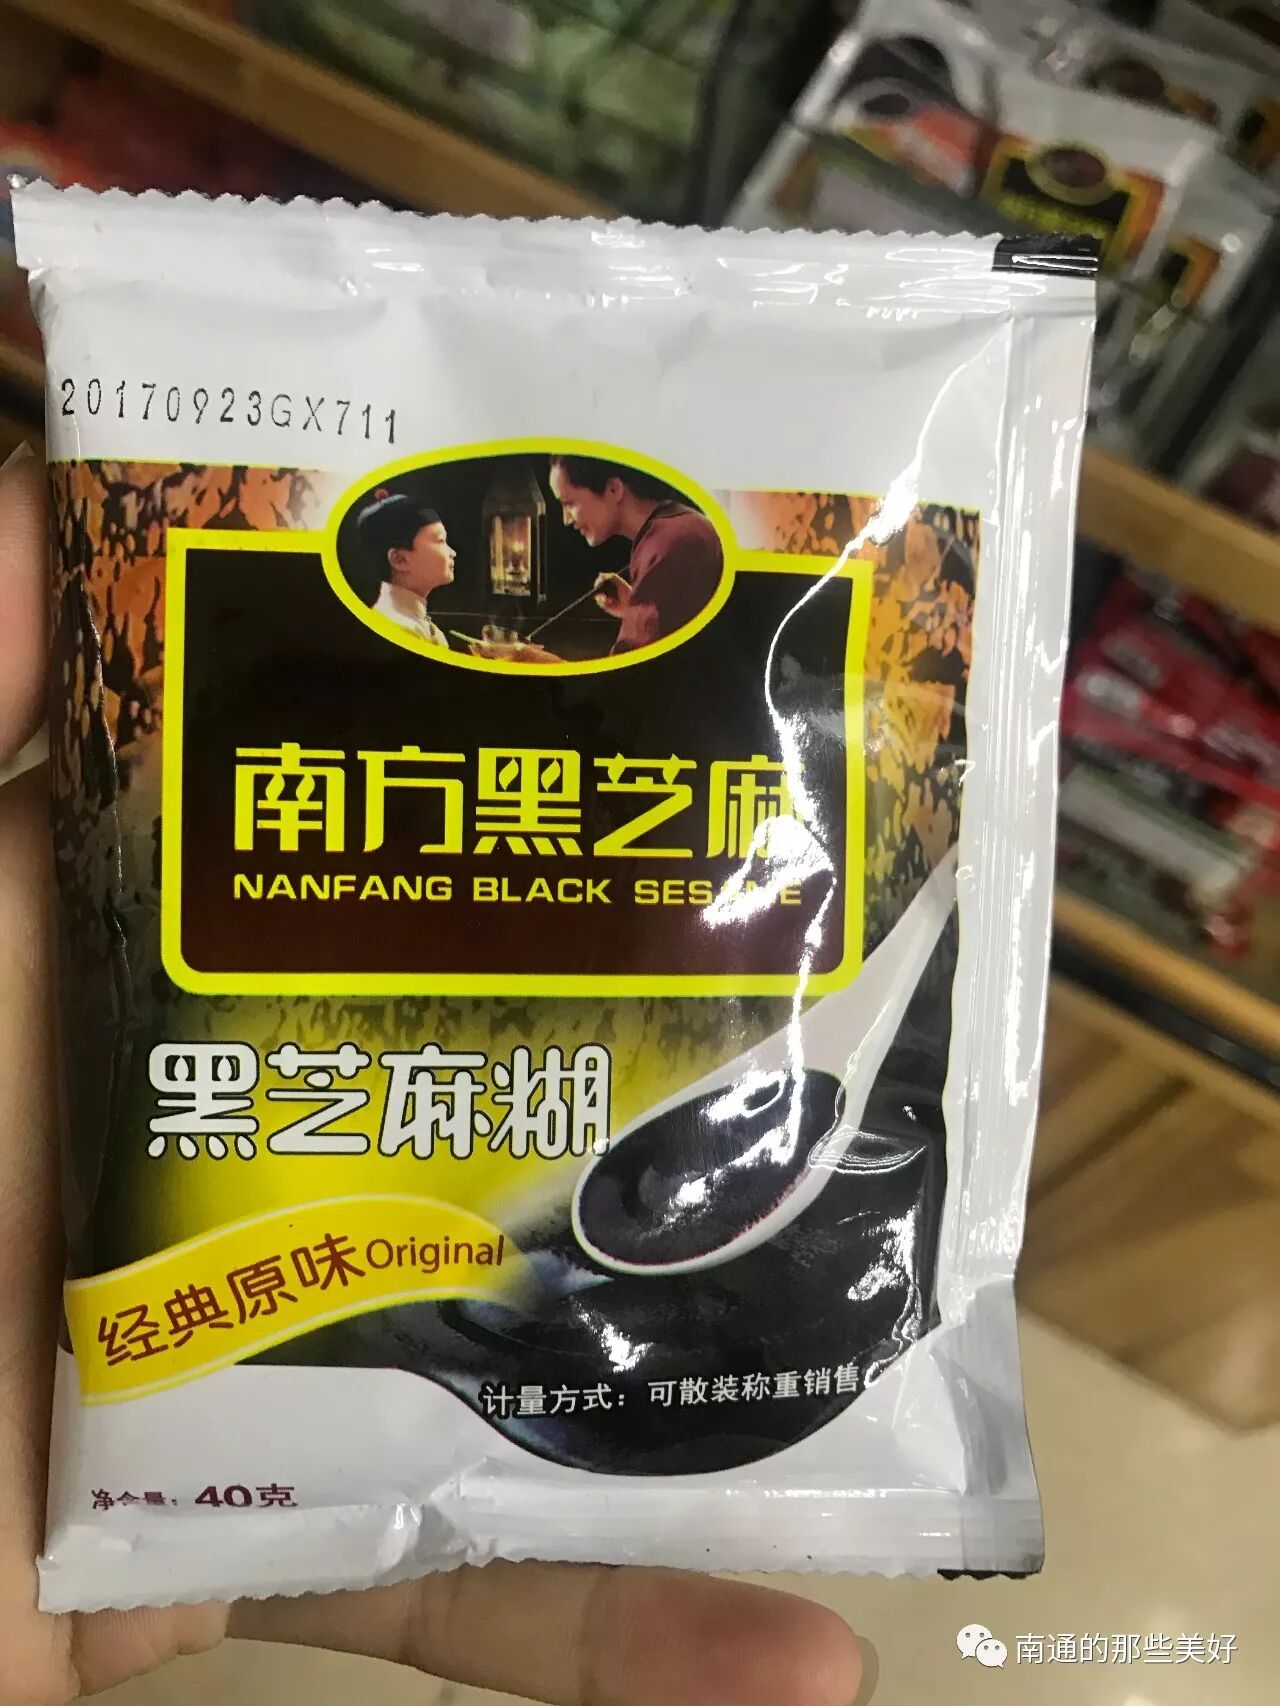 20170923GX711
南方黑芝麻
NANFANG BLACK SESAME
黑芝麻糊
经典原味Original
计量方式：可散装称重销售
净含量：40克
南通的那些美好